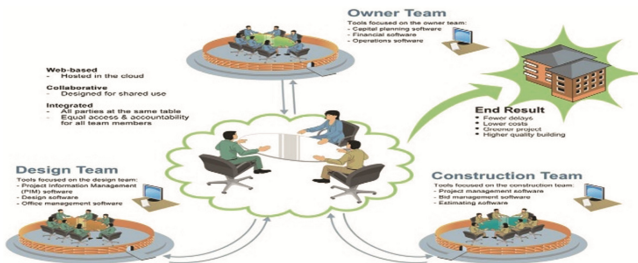 Owner Team
Tools focused on the owner team:
- Capital planning software
- Financial software
- Operations software
Web-based
- Hosted in the cloud
Collaborative
- Designed for shared use
Integrated
- All parties at the same table
- Equal access & accountability
for all team members
End Result
• Fewer delays
• Lower costs
• Greener project
• Higher quality building
Design Team
Tools focused on the design team:
- Project Information Management
(PIM) software
- Design software
- Office management software
Construction Team
Tools focused on the construction team:
- Project management software
- Bid management software
- Estimating software